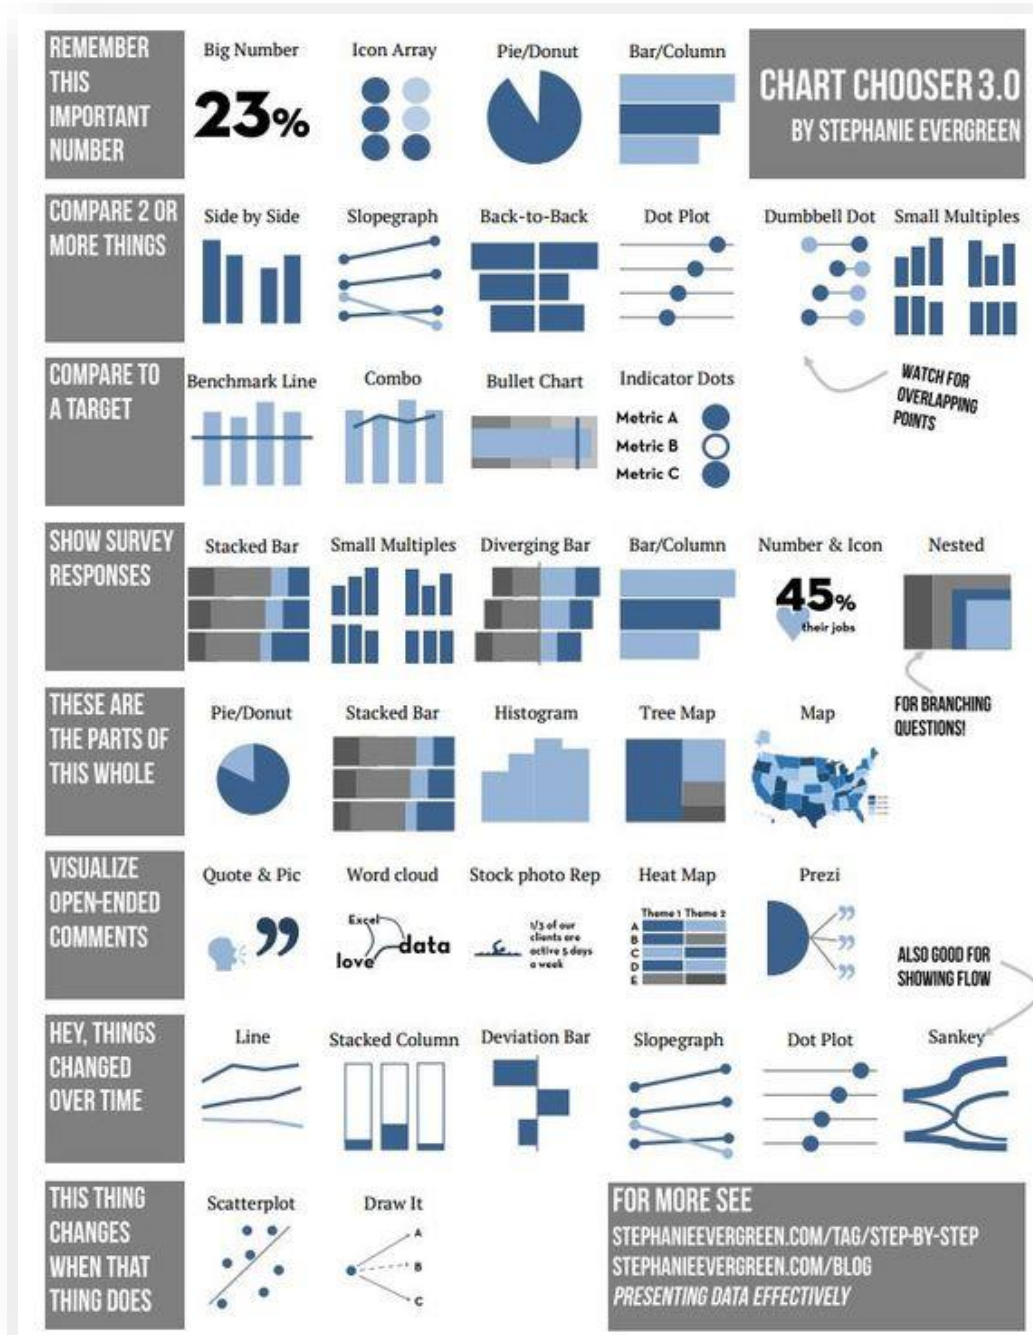 REMEMBER
THIS
IMPORTANT
NUMBER
Big Number
Icon Array
Pie/Donut
Bar/Column
23%
CHART CHOOSER 3.0
BY STEPHANIE EVERGREEN
COMPARE 2 OR
MORE THINGS
Side by Side
Slopegraph
Back-to-Back
Dot Plot
Dumbbell Dot
Small Multiples
WATCH FOR
OVERLAPPING
POINTS
COMPARE TO
A TARGET
Benchmark Line
Combo
Bullet Chart
Indicator Dots
Metric A
Metric B
Metric C
SHOW SURVEY
RESPONSES
Stacked Bar
Small Multiples
Diverging Bar
Bar/Column
Number & Icon
Nested
45%
their jobs
FOR BRANCHING
QUESTIONS!
THESE ARE
THE PARTS OF
THIS WHOLE
Pie/Donut
Stacked Bar
Histogram
Tree Map
Map
VISUALIZE
OPEN-ENDED
COMMENTS
Quote & Pic
Word cloud
Stock photo Rep
Heat Map
Prezi
Excel
data
love
1/3 of our
clients are
active 5 days
a week
Theme 1 Theme 2
A
B
C
D
E
ALSO GOOD FOR
SHOWING FLOW
HEY, THINGS
CHANGED
OVER TIME
Line
Stacked Column
Deviation Bar
Slopegraph
Dot Plot
Sankey
THIS THING
CHANGES
WHEN THAT
THING DOES
Scatterplot
Draw It
A
B
C
FOR MORE SEE
STEPHANIEEVERGREEN.COM/TAG/STEP-BY-STEP
STEPHANIEEVERGREEN.COM/BLOG
PRESENTING DATA EFFECTIVELY